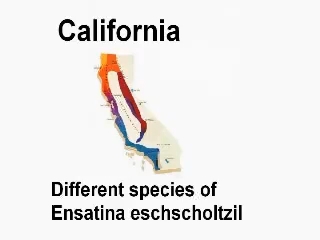 California
Different species of
Ensatina eschscholtzil